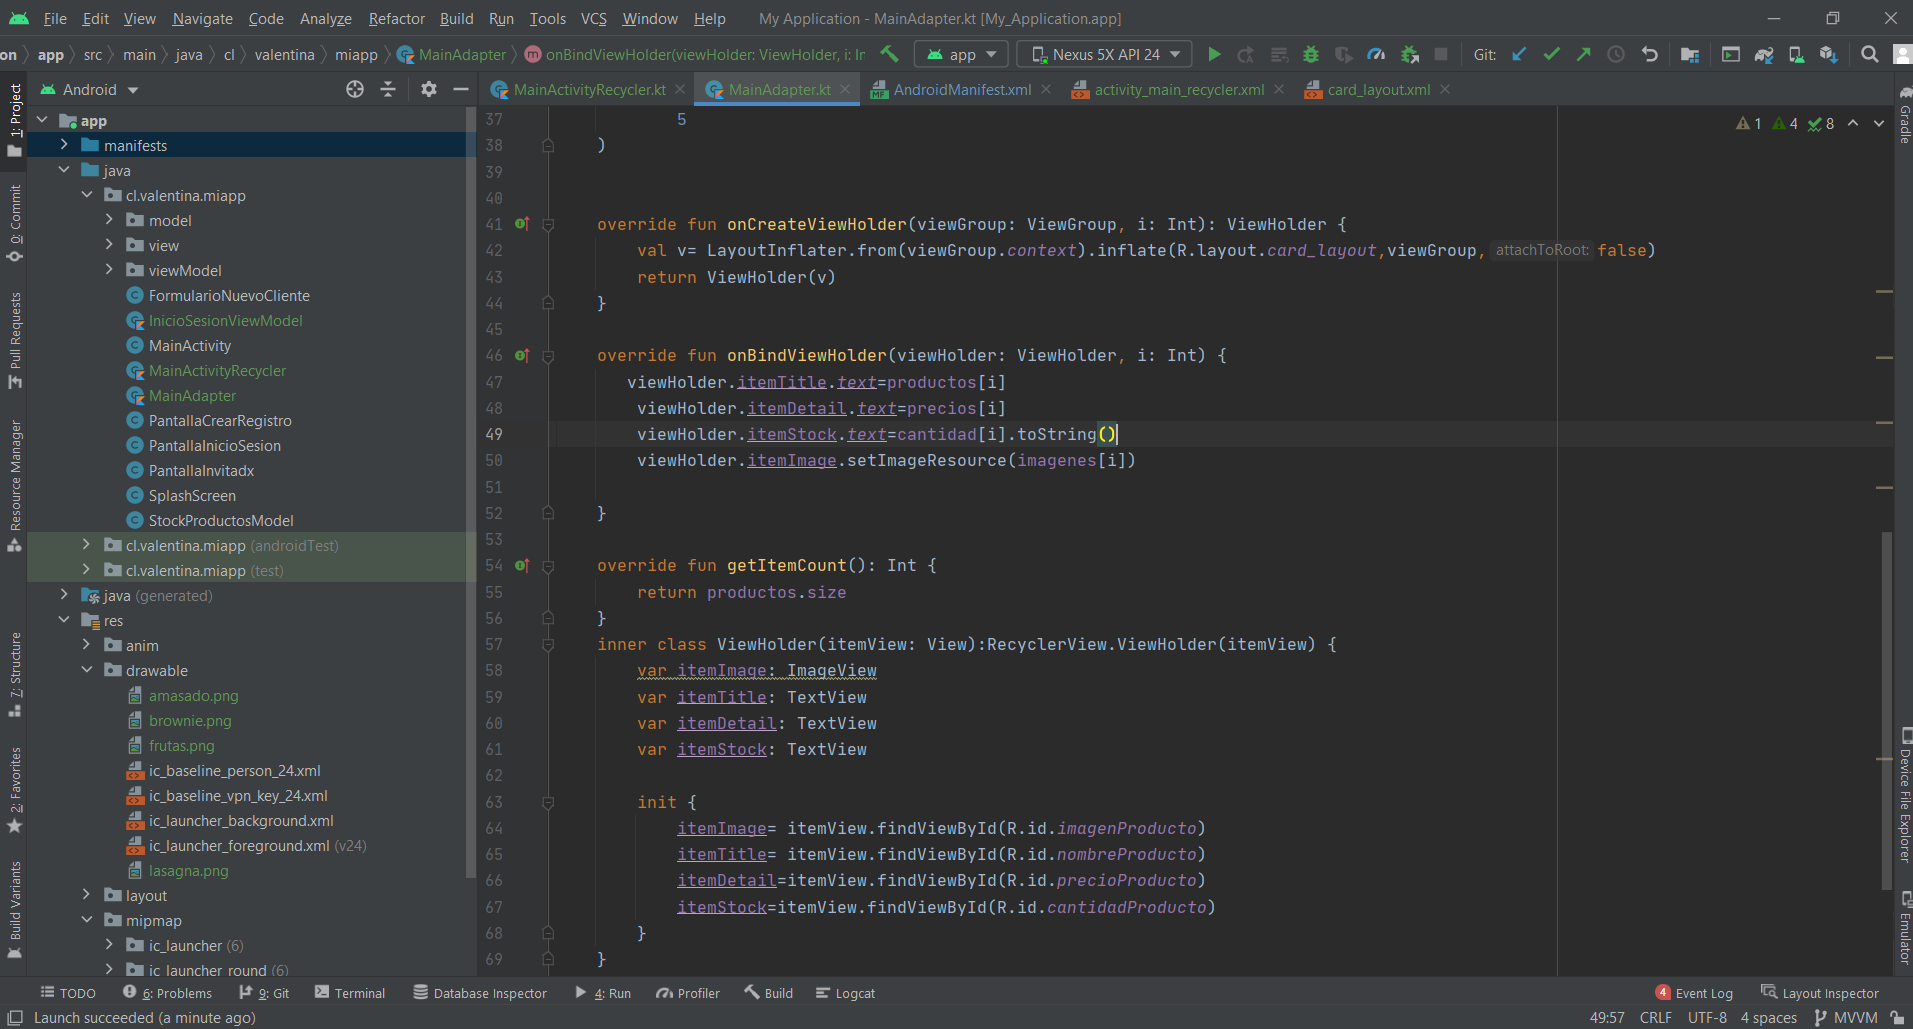 File Edit View Navigate Code Analyze Refactor Build Run Tools VCS Window Help My Application - MainAdapter.kt [My_Application.app]
on app src main java cl valentina miapp MainAdapter onBindViewHolder(viewHolder: ViewHolder, i: In app Nexus 5X API 24 Git:
Android MainActivityRecycler.kt MainAdapter.kt AndroidManifest.xml activity_main_recycler.xml card_layout.xml
1: Project
0: Commit
Pull Requests
Resource Manager
7: Structure
2: Favorites
Build Variants
app
manifests
java
cl.valentina.miapp
model
view
viewModel
FormularioNuevoCliente
InicioSesionViewModel
MainActivity
MainActivityRecycler
MainAdapter
PantallaCrearRegistro
PantallaInicioSesion
PantallaInvitadx
SplashScreen
StockProductosModel
cl.valentina.miapp (androidTest)
cl.valentina.miapp (test)
java (generated)
res
anim
drawable
amasado.png
brownie.png
frutas.png
ic_baseline_person_24.xml
ic_baseline_vpn_key_24.xml
ic_launcher_background.xml
ic_launcher_foreground.xml (v24)
lasagna.png
layout
mipmap
ic_launcher (6)
ic_launcher_round (6)
1 4 8
37 5
38 )
39
40
41 override fun onCreateViewHolder(viewGroup: ViewGroup, i: Int): ViewHolder {
42 val v= LayoutInflater.from(viewGroup.context).inflate(R.layout.card_layout,viewGroup, attachToRoot: false)
43 return ViewHolder(v)
44 }
45
46 override fun onBindViewHolder(viewHolder: ViewHolder, i: Int) {
47 viewHolder.itemTitle.text=productos[i]
48 viewHolder.itemDetail.text=precios[i]
49 viewHolder.itemStock.text=cantidad[i].toString()
50 viewHolder.itemImage.setImageResource(imagenes[i])
51
52 }
53
54 override fun getItemCount(): Int {
55 return productos.size
56 }
57 inner class ViewHolder(itemView: View):RecyclerView.ViewHolder(itemView) {
58 var itemImage: ImageView
59 var itemTitle: TextView
60 var itemDetail: TextView
61 var itemStock: TextView
62
63 init {
64 itemImage= itemView.findViewById(R.id.imagenProducto)
65 itemTitle= itemView.findViewById(R.id.nombreProducto)
66 itemDetail=itemView.findViewById(R.id.precioProducto)
67 itemStock=itemView.findViewById(R.id.cantidadProducto)
68 }
69 }
Gradle
Device File Explorer
Emulator
TODO 6: Problems 9: Git Terminal Database Inspector 4: Run Profiler Build Logcat 4 Event Log Layout Inspector
Launch succeeded (a minute ago) 49:57 CRLF UTF-8 4 spaces MVVM